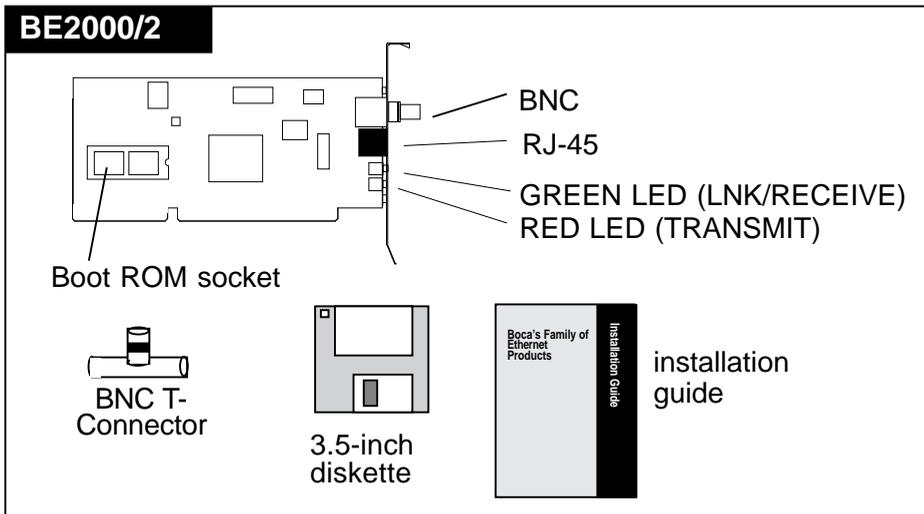 BE2000/2
BNC
RJ-45
GREEN LED (LNK/RECEIVE)
RED LED (TRANSMIT)
Boot ROM socket
BNC T-
Connector
3.5-inch
diskette
Boca's Family of
Ethernet
Products
Installation Guide
installation
guide